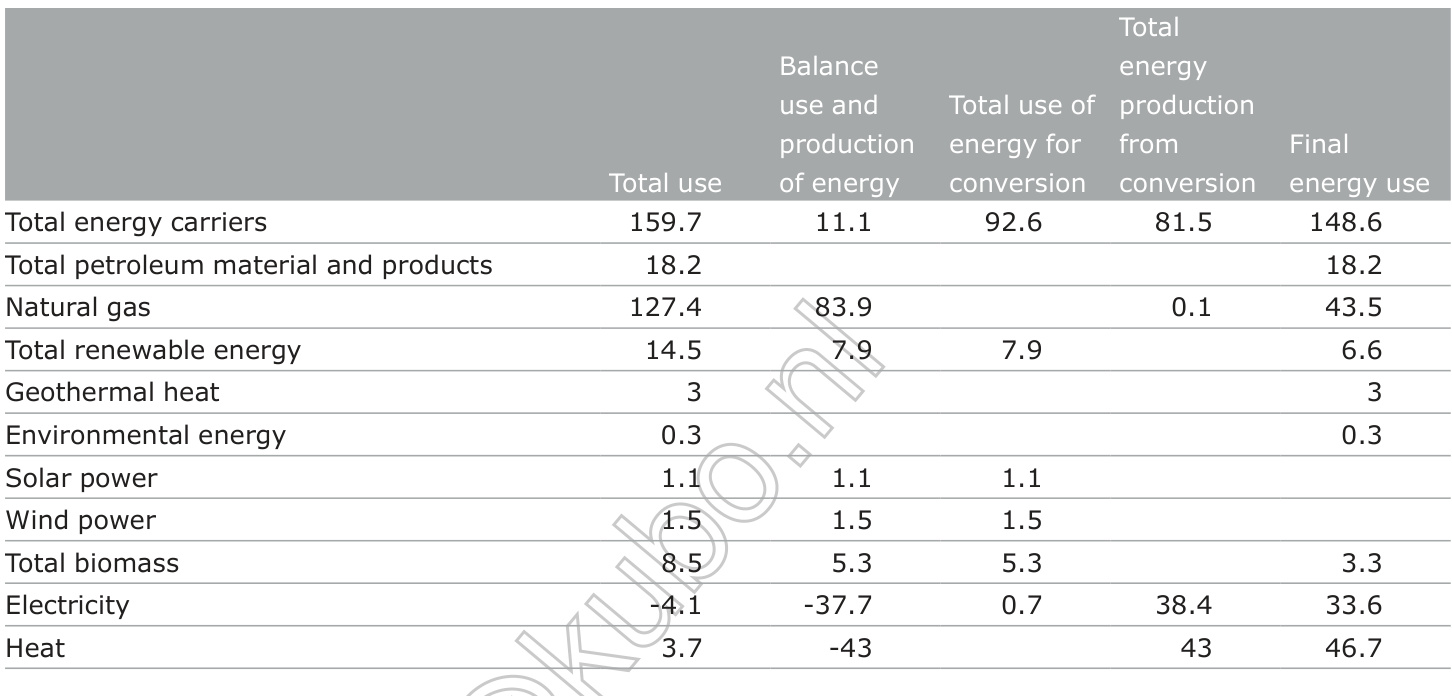 Total use Balance use and production of energy Total use of energy for conversion Total energy production from conversion Final energy use
Total energy carriers 159.7 11.1 92.6 81.5 148.6
Total petroleum material and products 18.2 18.2
Natural gas 127.4 83.9 0.1 43.5
Total renewable energy 14.5 7.9 7.9 6.6
Geothermal heat 3 3
Environmental energy 0.3 0.3
Solar power 1.1 1.1 1.1
Wind power 1.5 1.5 1.5
Total biomass 8.5 5.3 5.3 3.3
Electricity -4.1 -37.7 0.7 38.4 33.6
Heat 3.7 -43 43 46.7
kubo.nl